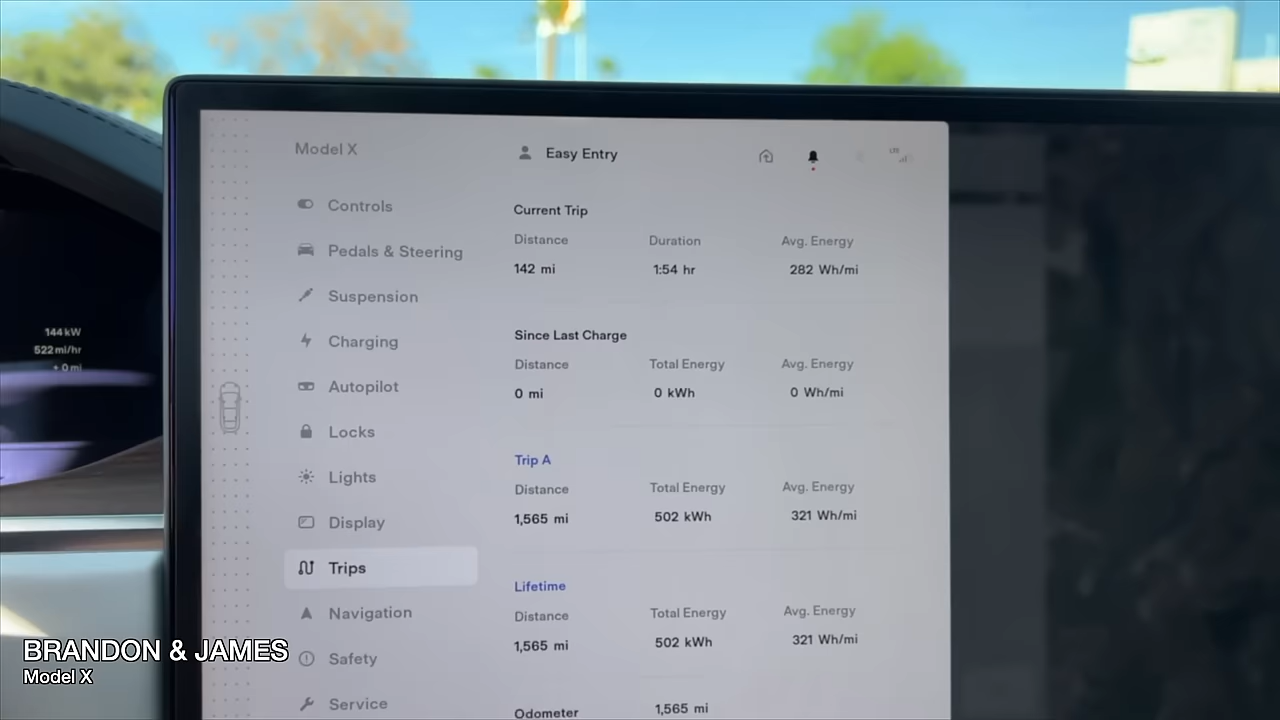 Model X
Easy Entry
LTE
Controls
Pedals & Steering
Suspension
Charging
Autopilot
Locks
Lights
Display
Trips
Navigation
Safety
Service
Current Trip
Distance Duration Avg. Energy
142 mi 1:54 hr 282 Wh/mi
Since Last Charge
Distance Total Energy Avg. Energy
0 mi 0 kWh 0 Wh/mi
Trip A
Distance Total Energy Avg. Energy
1,565 mi 502 kWh 321 Wh/mi
Lifetime
Distance Total Energy Avg. Energy
1,565 mi 502 kWh 321 Wh/mi
Odometer 1,565 mi
144 kW
522 mi/hr
+ 0 mi
BRANDON & JAMES
Model X